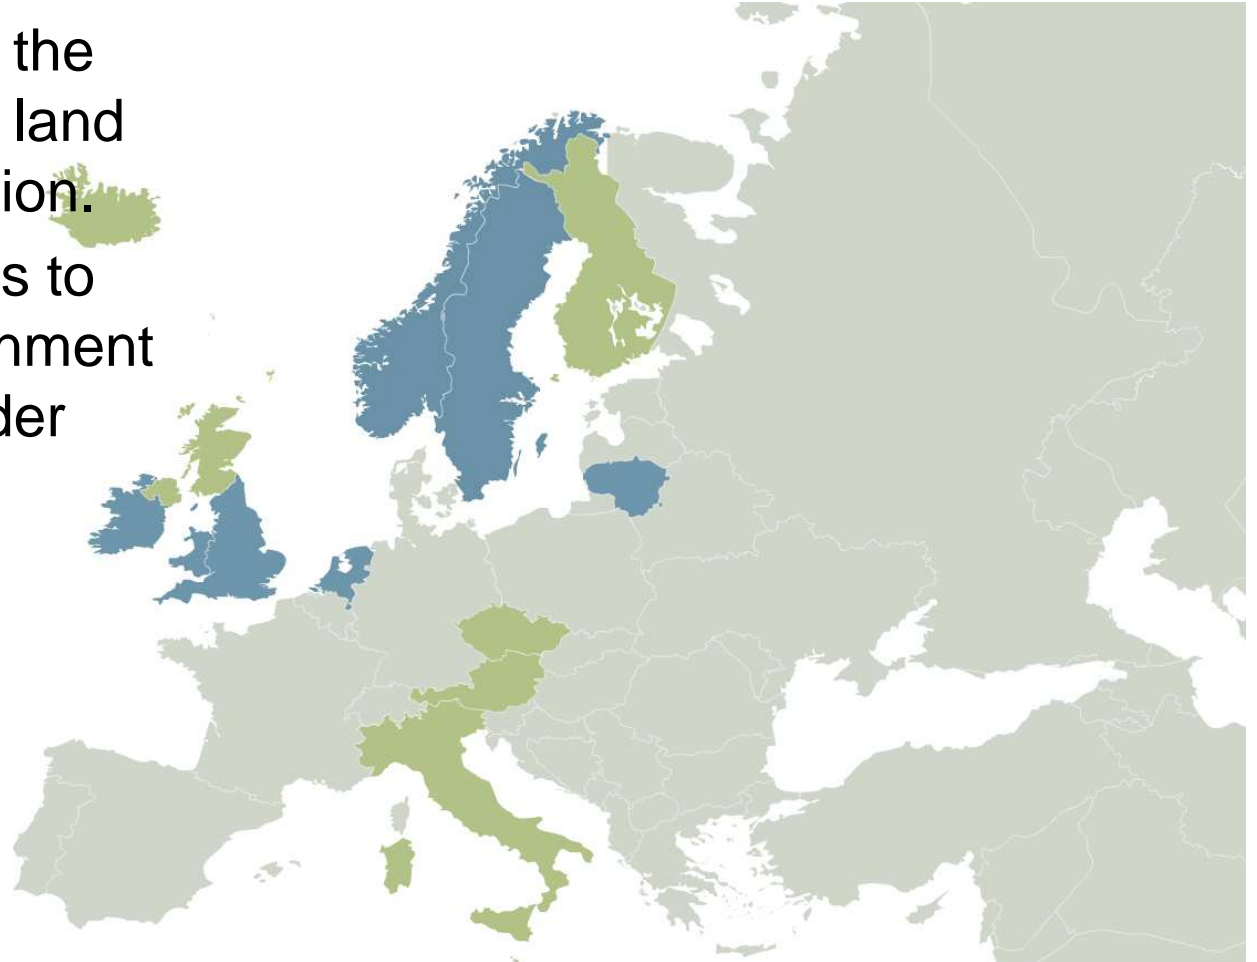 the
land
ion.
s to
nment
der